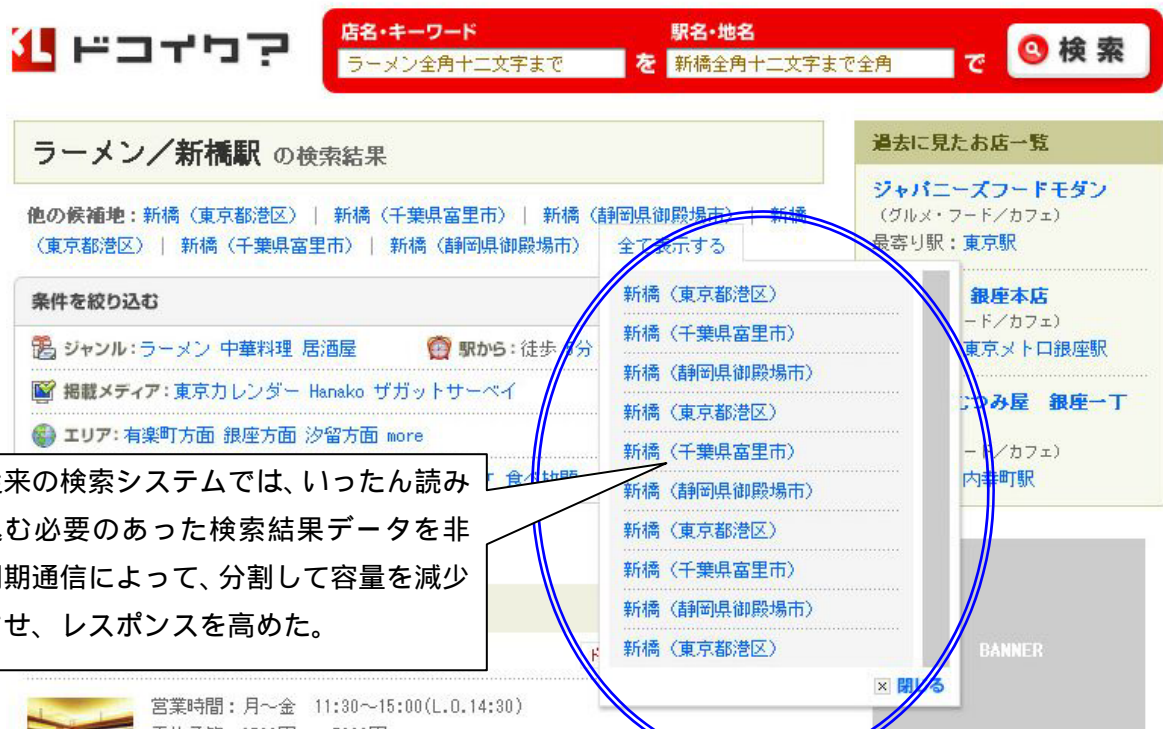 ドコイク？
店名・キーワード
駅名・地名
ラーメン全角十二文字まで
を
新橋全角十二文字まで全角
で
検索
ラーメン／新橋駅 の検索結果
他の候補地：新橋（東京都港区）｜ 新橋（千葉県富里市）｜ 新橋（静岡県御殿場市）｜ 新橋
（東京都港区）｜ 新橋（千葉県富里市）｜ 新橋（静岡県御殿場市）
全て表示する
新橋（東京都港区）
新橋（千葉県富里市）
新橋（静岡県御殿場市）
新橋（東京都港区）
新橋（千葉県富里市）
新橋（静岡県御殿場市）
新橋（東京都港区）
新橋（千葉県富里市）
新橋（静岡県御殿場市）
新橋（東京都港区）
閉じる
条件を絞り込む
ジャンル：ラーメン 中華料理 居酒屋
駅から：徒歩 分
掲載メディア：東京カレンダー Hanako ザガットサーベイ
エリア：有楽町方面 銀座方面 汐留方面 more
来の検索システムでは、いったん読み
む必要のあった検索結果データを非
期通信によって、分割して容量を減少
せ、レスポンスを高めた。
営業時間：月～金 11:30～15:00(L.O.14:30)
過去に見たお店一覧
ジャパニーズフードモダン
（グルメ・フード／カフェ）
最寄り駅：東京駅
銀座本店
ード／カフェ）
東京メトロ銀座駅
つみ屋 銀座一丁
ード／カフェ）
内幸町駅
BANNER